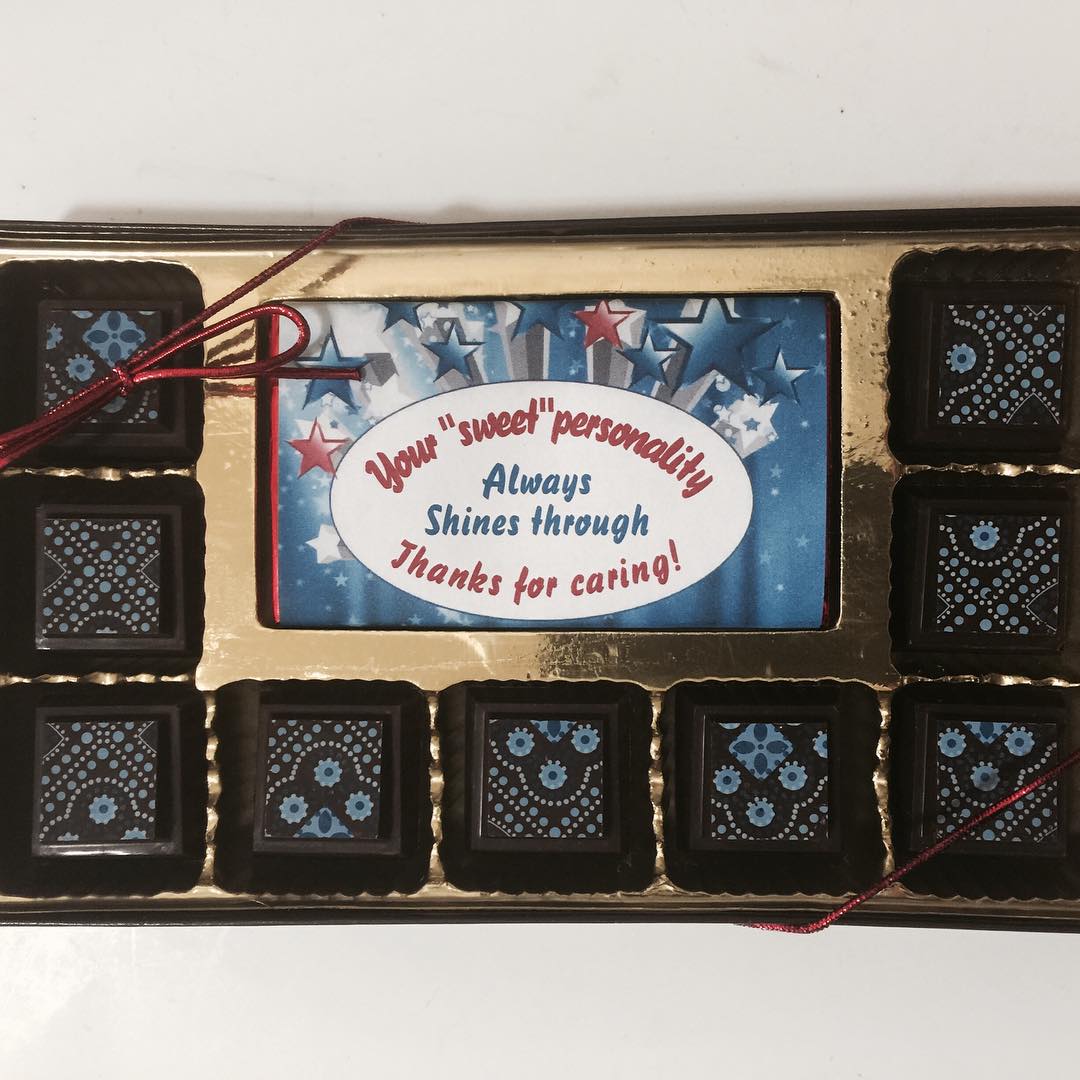 Your "sweet" personality
Always
Shines through
Thanks for caring!